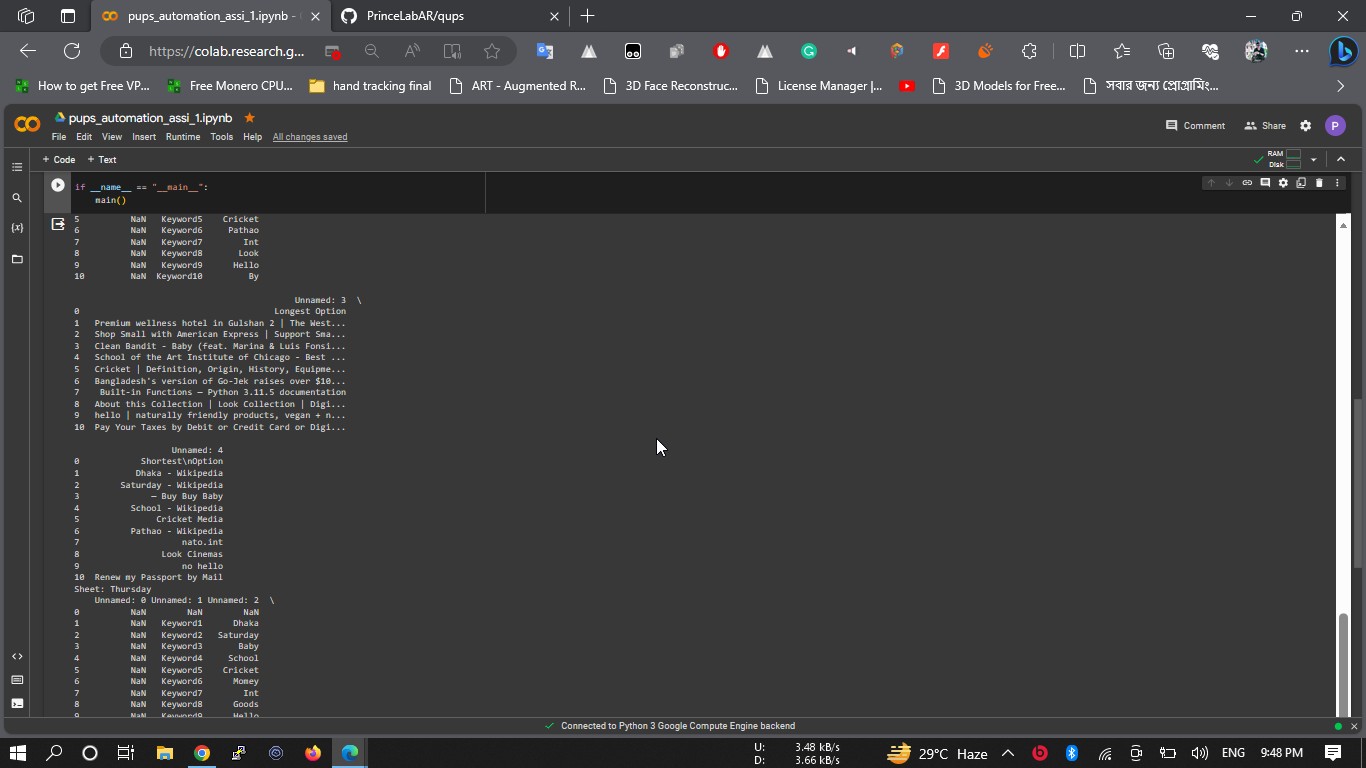 pups_automation_assi_1.ipynb -
PrinceLabAR/qups
https://colab.research.g...
How to get Free VP...
Free Monero CPU...
hand tracking final
ART - Augmented R...
3D Face Reconstruc...
License Manager |...
3D Models for Free...
সবার জন্য প্রোগ্রামিং...
pups_automation_assi_1.ipynb
File Edit View Insert Runtime Tools Help All changes saved
Comment
Share
P
+ Code + Text
RAM
Disk
if __name__ == "__main__":
main()
5 NaN Keyword5 Cricket
6 NaN Keyword6 Pathao
7 NaN Keyword7 Int
8 NaN Keyword8 Look
9 NaN Keyword9 Hello
10 NaN Keyword10 By
Unnamed: 3 \
0 Longest Option
1 Premium wellness hotel in Gulshan 2 | The West...
2 Shop Small with American Express | Support Sma...
3 Clean Bandit - Baby (feat. Marina & Luis Fonsi...
4 School of the Art Institute of Chicago - Best ...
5 Cricket | Definition, Origin, History, Equipme...
6 Bangladesh's version of Go-Jek raises over $10...
7 Built-in Functions — Python 3.11.5 documentation
8 About this Collection | Look Collection | Digi...
9 hello | naturally friendly products, vegan + n...
10 Pay Your Taxes by Debit or Credit Card or Digi...
Unnamed: 4
0 Shortest\nOption
1 Dhaka - Wikipedia
2 Saturday - Wikipedia
3 — Buy Buy Baby
4 School - Wikipedia
5 Cricket Media
6 Pathao - Wikipedia
7 nato.int
8 Look Cinemas
9 no hello
10 Renew my Passport by Mail
Sheet: Thursday
Unnamed: 0 Unnamed: 1 Unnamed: 2 \
0 NaN NaN NaN
1 NaN Keyword1 Dhaka
2 NaN Keyword2 Saturday
3 NaN Keyword3 Baby
4 NaN Keyword4 School
5 NaN Keyword5 Cricket
6 NaN Keyword6 Momey
7 NaN Keyword7 Int
8 NaN Keyword8 Goods
9 NaN Keyword9 Hello
Connected to Python 3 Google Compute Engine backend
U: 3.48 kB/s
D: 3.66 kB/s
29°C Haze
ENG
9:48 PM